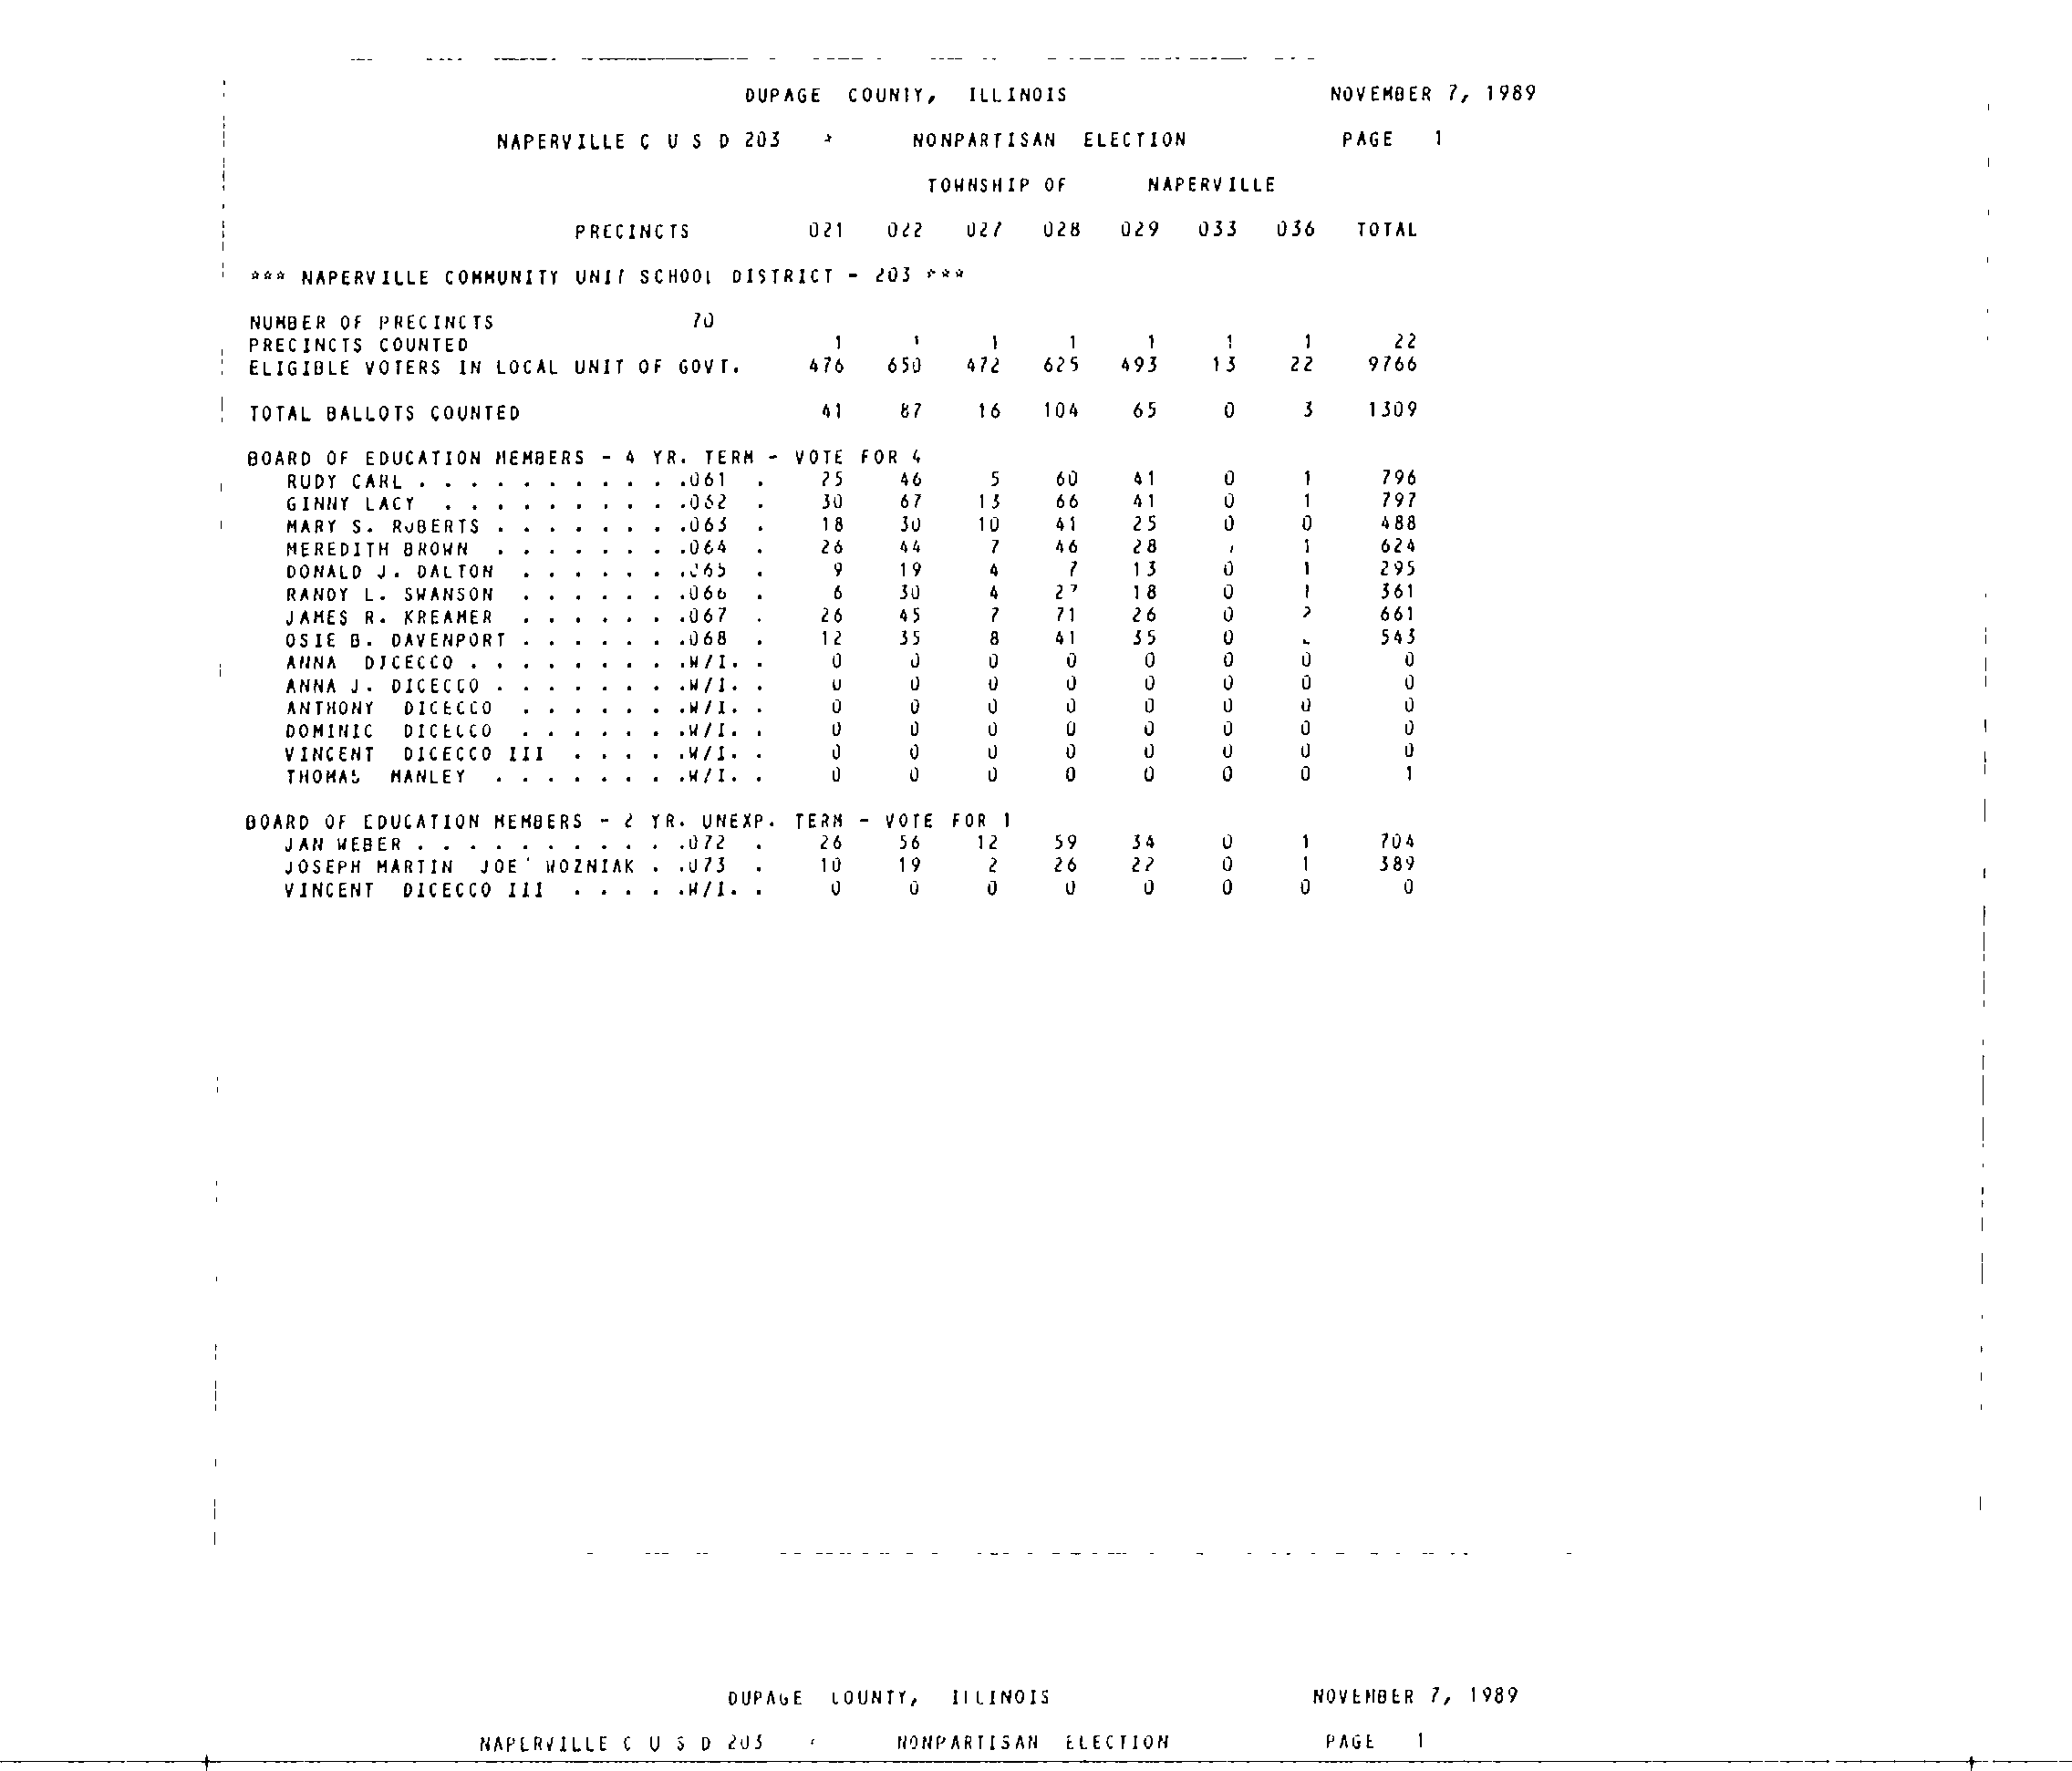 DUPAGE COUNTY, ILLINOIS NOVEMBER 7, 1989
NAPERVILLE C U S D 203 * NONPARTISAN ELECTION PAGE 1
TOWNSHIP OF NAPERVILLE
PRECINCTS 021 022 027 028 029 033 036 TOTAL
*** NAPERVILLE COMMUNITY UNIT SCHOOL DISTRICT - 203 ***
NUMBER OF PRECINCTS 70
PRECINCTS COUNTED 1 1 1 1 1 1 1 22
ELIGIBLE VOTERS IN LOCAL UNIT OF GOVT. 476 650 472 625 493 13 22 9766
TOTAL BALLOTS COUNTED 41 87 16 104 65 0 3 1309
BOARD OF EDUCATION MEMBERS - 4 YR. TERM - VOTE FOR 4
RUDY CARL . . . . . . . . . . .061 . 25 46 5 60 41 0 1 796
GINNY LACY . . . . . . . . . .062 . 30 67 13 66 41 0 1 797
MARY S. ROBERTS . . . . . . . .063 . 18 30 10 41 25 0 0 488
MEREDITH BROWN . . . . . . . .064 . 26 44 7 46 28 1 624
DONALD J. DALTON . . . . . . .065 . 9 19 4 7 13 0 1 295
RANDY L. SWANSON . . . . . . .066 . 6 30 4 27 18 0 1 361
JAMES R. KREAMER . . . . . . .067 . 26 45 7 71 26 0 2 661
OSIE B. DAVENPORT . . . . . . .068 . 12 35 8 41 35 0 543
ANNA DICECCO . . . . . . . . .W/I. . 0 0 0 0 0 0 0 0
ANNA J. DICECCO . . . . . . . .W/I. . 0 0 0 0 0 0 0 0
ANTHONY DICECCO . . . . . . .W/I. . 0 0 0 0 0 0 0 0
DOMINIC DICECCO . . . . . . .W/I. . 0 0 0 0 0 0 0 0
VINCENT DICECCO III . . . . .W/I. . 0 0 0 0 0 0 0 0
THOMAS MANLEY . . . . . . . .W/I. . 0 0 0 0 0 0 0 1
BOARD OF EDUCATION MEMBERS - 2 YR. UNEXP. TERM - VOTE FOR 1
JAN WEBER . . . . . . . . . . .072 . 26 56 12 59 34 0 1 704
JOSEPH MARTIN JOE' WOZNIAK . .073 . 10 19 2 26 22 0 1 389
VINCENT DICECCO III . . . . .W/I. . 0 0 0 0 0 0 0 0
DUPAGE COUNTY, ILLINOIS NOVEMBER 7, 1989
NAPERVILLE C U S D 203 NONPARTISAN ELECTION PAGE 1